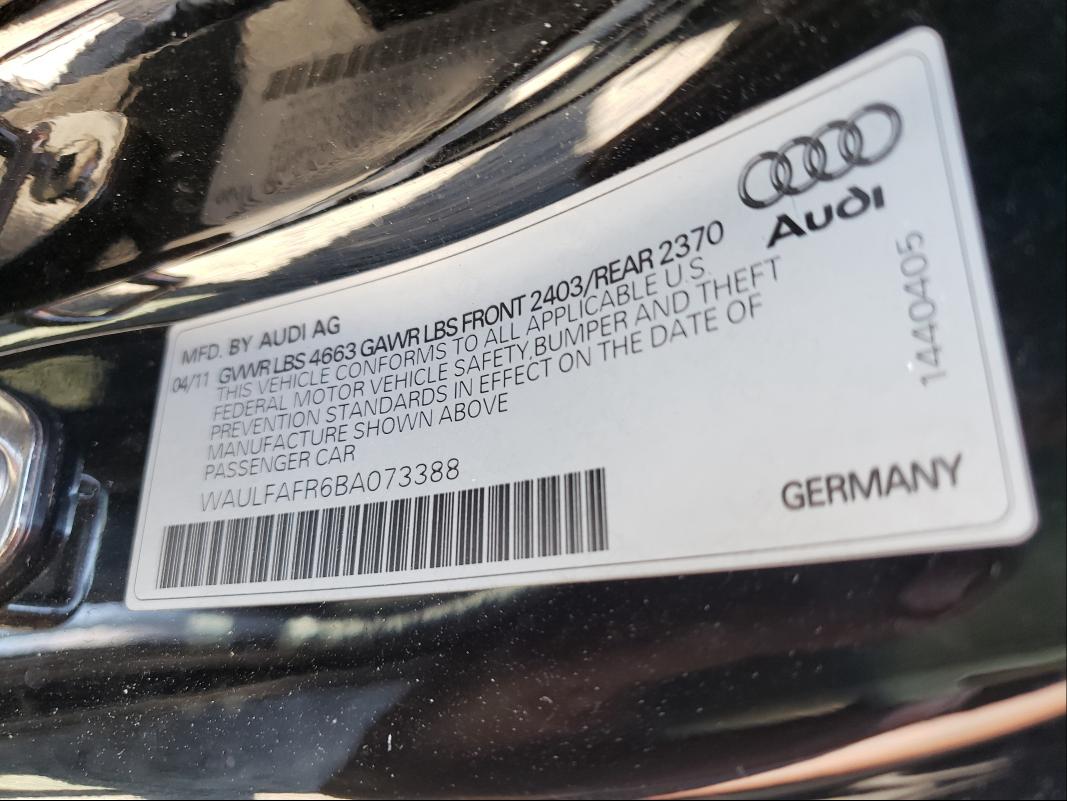 Audi
MFD. BY AUDI AG
04/11 GVWR LBS 4663 GAWR LBS FRONT 2403/REAR 2370
THIS VEHICLE CONFORMS TO ALL APPLICABLE U.S.
FEDERAL MOTOR VEHICLE SAFETY, BUMPER AND THEFT
PREVENTION STANDARDS IN EFFECT ON THE DATE OF
MANUFACTURE SHOWN ABOVE
PASSENGER CAR
WAULFAFR6BA073388
1440405
GERMANY